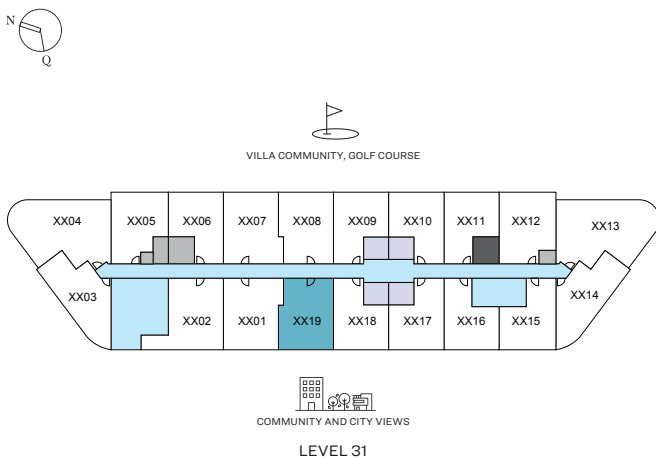 N
Q
VILLA COMMUNITY, GOLF COURSE
XX04 XX05 XX06 XX07 XX08 XX09 XX10 XX11 XX12 XX13
XX03 XX02 XX01 XX19 XX18 XX17 XX16 XX15 XX14
COMMUNITY AND CITY VIEWS
LEVEL 31